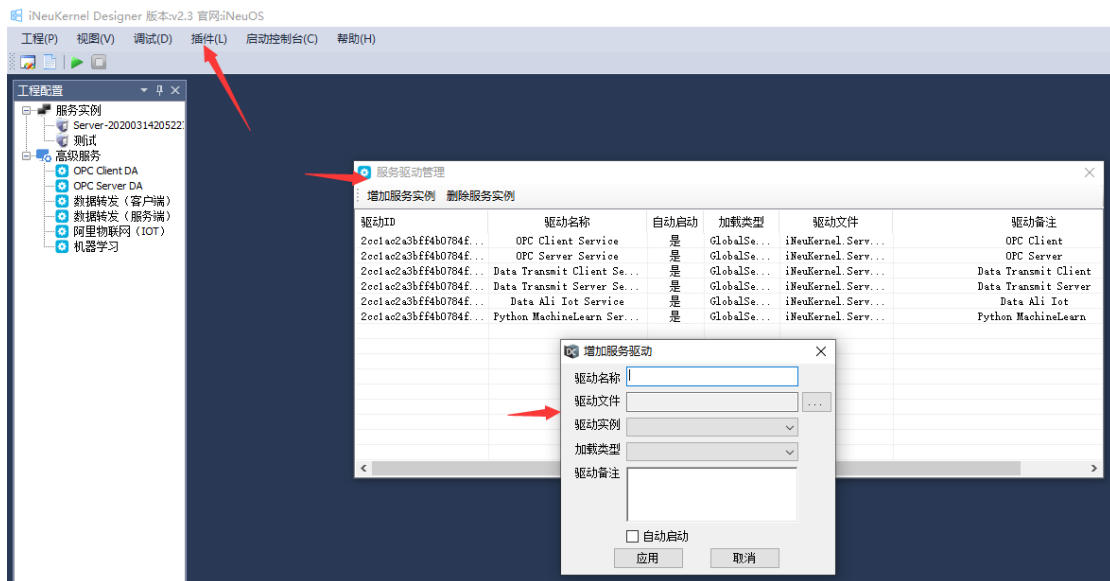 iNeuKernel Designer 版本:v2.3 官网:iNeuOS
工程(P) 视图(V) 调试(D) 插件(L) 启动控制台(C) 帮助(H)
工程配置
服务实例
Server-2020031420522
测试
高级服务
OPC Client DA
OPC Server DA
数据转发（客户端）
数据转发（服务端）
阿里物联网（IOT）
机器学习
服务驱动管理
增加服务实例 删除服务实例
驱动ID 驱动名称 自动启动 加载类型 驱动文件 驱动备注
2cc1ac2a3bff4b0784f... OPC Client Service 是 GlobalSe... iNeuKernel.Serv... OPC Client
2cc1ac2a3bff4b0784f... OPC Server Service 是 GlobalSe... iNeuKernel.Serv... OPC Server
2cc1ac2a3bff4b0784f... Data Transmit Client Se... 是 GlobalSe... iNeuKernel.Serv... Data Transmit Client
2cc1ac2a3bff4b0784f... Data Transmit Server Se... 是 GlobalSe... iNeuKernel.Serv... Data Transmit Server
2cc1ac2a3bff4b0784f... Data Ali Iot Service 是 GlobalSe... iNeuKernel.Serv... Data Ali Iot
2cc1ac2a3bff4b0784f... Python MachineLearn Ser... 是 GlobalSe... iNeuKernel.Serv... Python MachineLearn
增加服务驱动
驱动名称
驱动文件 ...
驱动实例
加载类型
驱动备注
自动启动
应用 取消